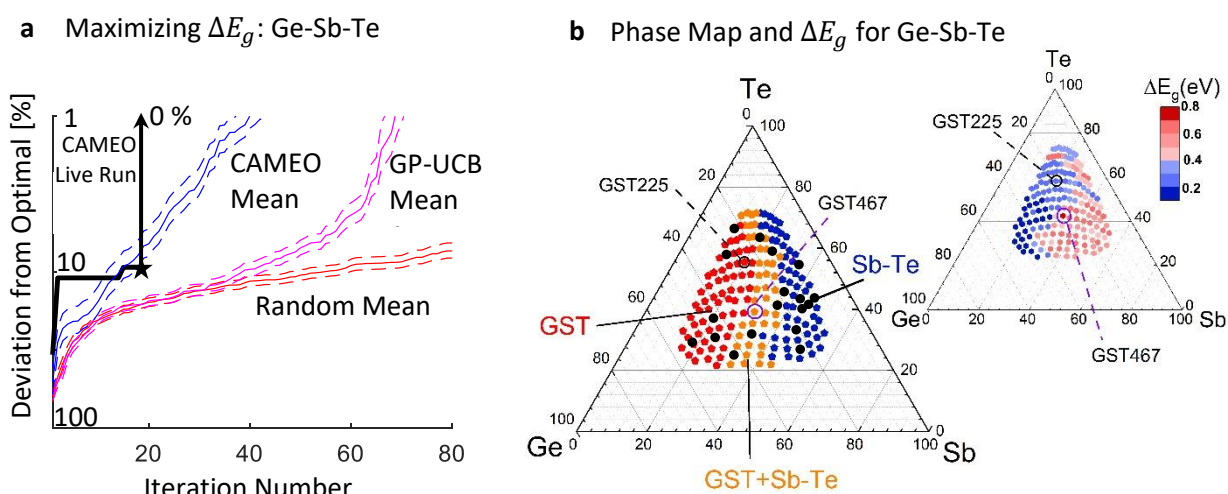 a Maximizing ΔE_g: Ge-Sb-Te
1
CAMEO
Live Run
0 %
CAMEO
Mean
GP-UCB
Mean
10
Random Mean
100
Deviation from Optimal [%]
20
40
60
80
Iteration Number
b Phase Map and ΔE_g for Ge-Sb-Te
Te
0
100
GST225
20
80
GST467
40
60
Sb-Te
60
40
GST
80
20
100
0
Ge
0
20
40
60
80
100
Sb
GST+Sb-Te
Te
0
100
ΔE_g(eV)
0.8
0.6
0.4
0.2
GST225
20
80
40
60
40
80
20
100
0
Ge
0
20
40
60
80
100
Sb
GST467